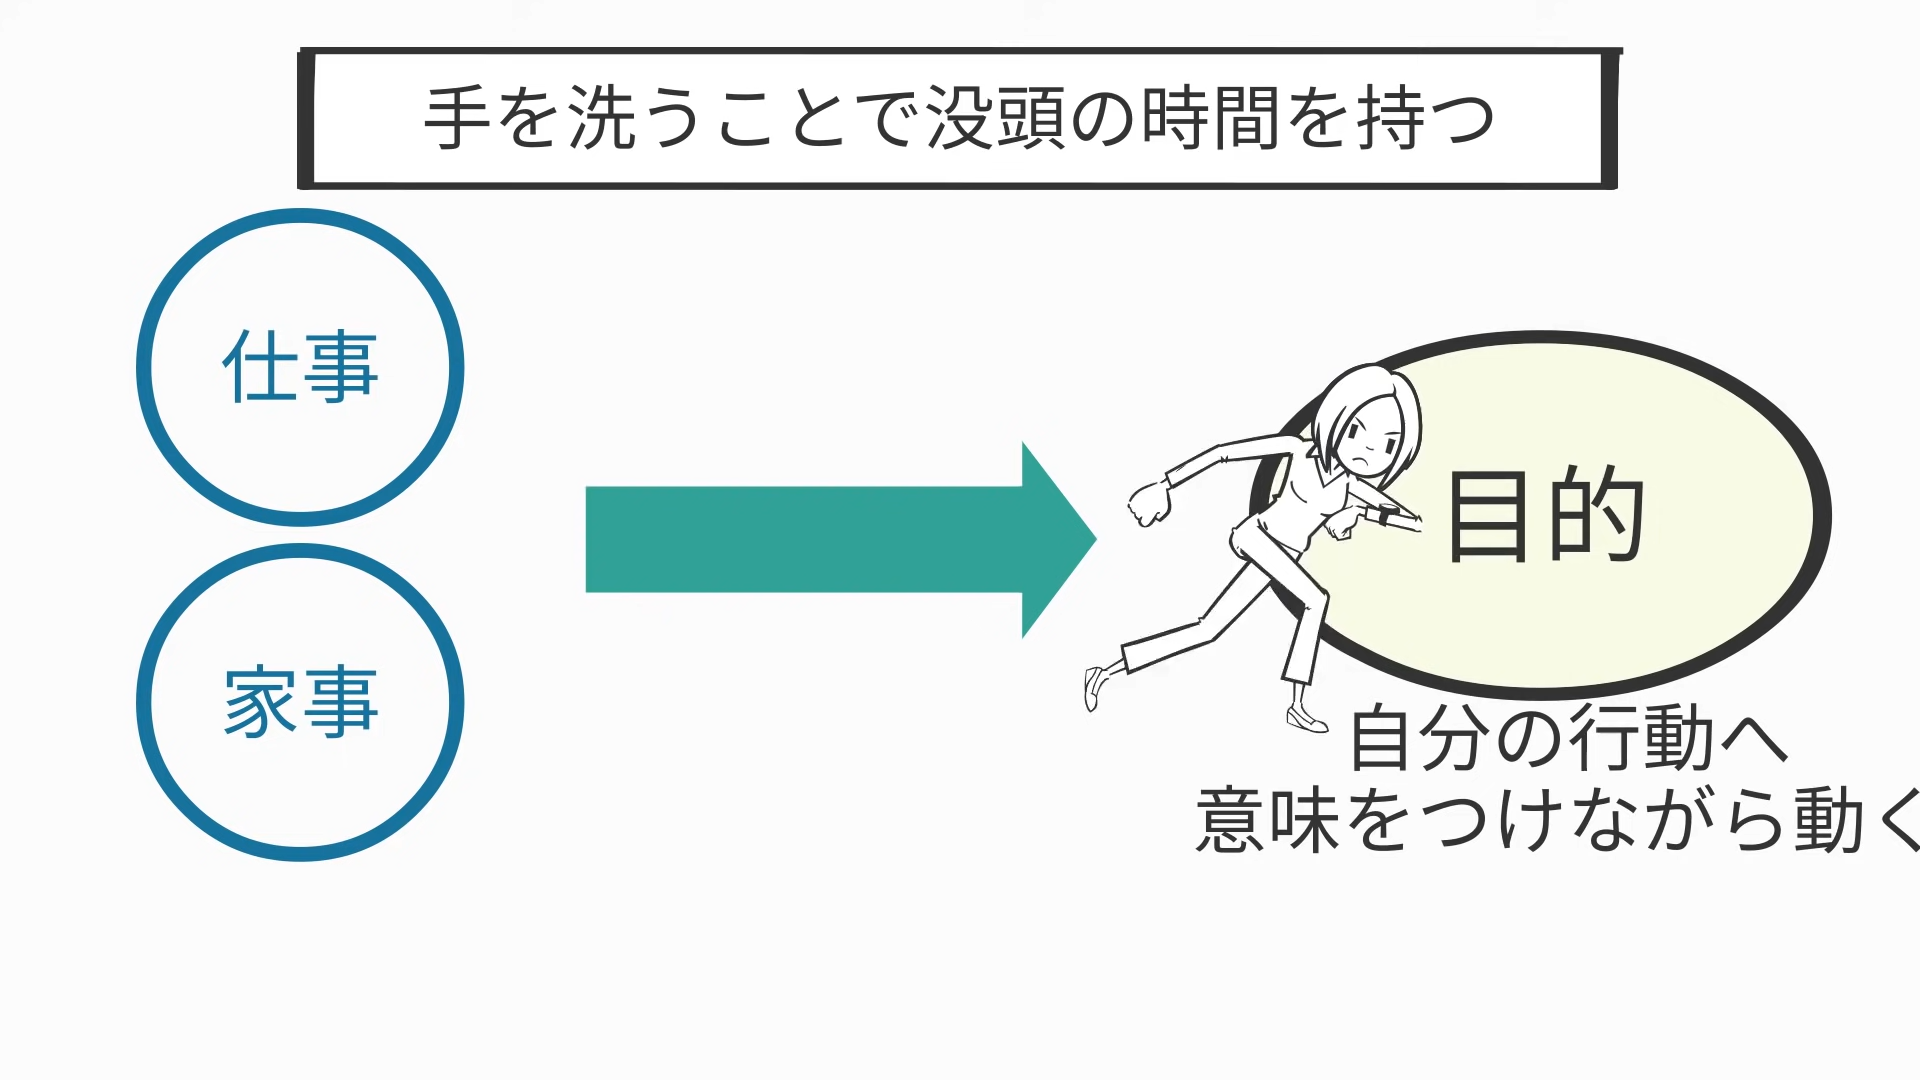 手を洗うことで没頭の時間を持つ
仕事
家事
目的
自分の行動へ
意味をつけながら動く